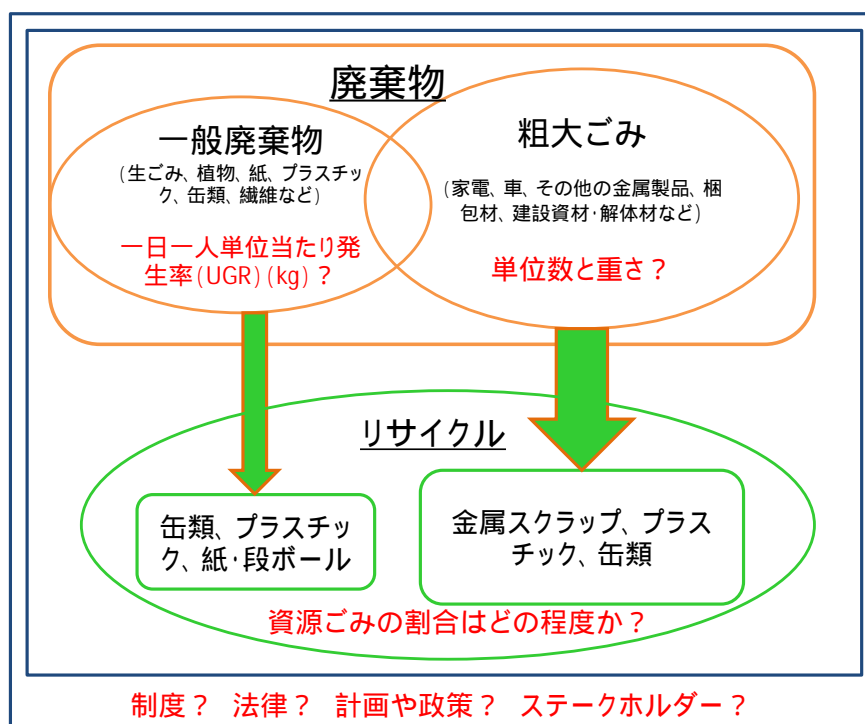 廃棄物
一般廃棄物
(生ごみ、植物、紙、プラスチッ
ク、缶類、繊維など)
一日一人単位当たり発
生率(UGR)(kg)?
粗大ごみ
(家電、車、その他の金属製品、梱
包材、建設資材・解体材など)
単位数と重さ?
リサイクル
缶類、プラスチッ
ク、紙・段ボール
金属スクラップ、プラス
チック、缶類
資源ごみの割合はどの程度か?
制度? 法律? 計画や政策? ステークホルダー?